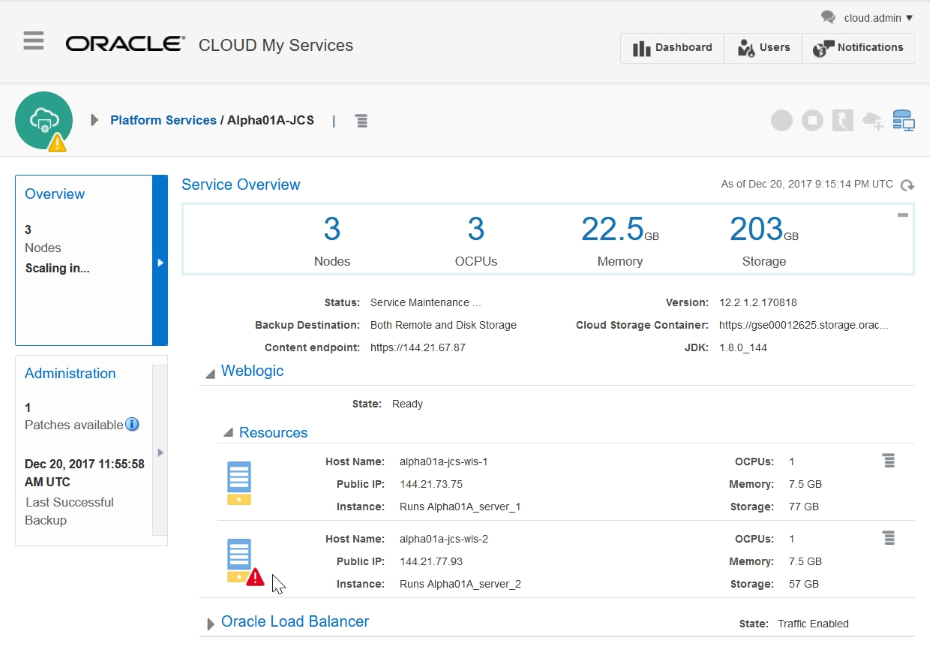 cloud.admin
ORACLE CLOUD My Services
Dashboard Users Notifications
Platform Services / Alpha01A-JCS |
Overview
3
Nodes
Scaling in...
Administration
1
Patches available
Dec 20, 2017 11:55:58
AM UTC
Last Successful
Backup
Service Overview
As of Dec 20, 2017 9:15:14 PM UTC
3 3 22.5GB 203GB
Nodes OCPUs Memory Storage
Status: Service Maintenance ... Version: 12.2.1.2.170818
Backup Destination: Both Remote and Disk Storage Cloud Storage Container: https://gse00012625.storage.orac...
Content endpoint: https://144.21.67.87 JDK: 1.8.0_144
Weblogic
State: Ready
Resources
Host Name: alpha01a-jcs-wls-1 OCPUs: 1
Public IP: 144.21.73.75 Memory: 7.5 GB
Instance: Runs Alpha01A_server_1 Storage: 77 GB
Host Name: alpha01a-jcs-wls-2 OCPUs: 1
Public IP: 144.21.77.93 Memory: 7.5 GB
Instance: Runs Alpha01A_server_2 Storage: 57 GB
Oracle Load Balancer State: Traffic Enabled